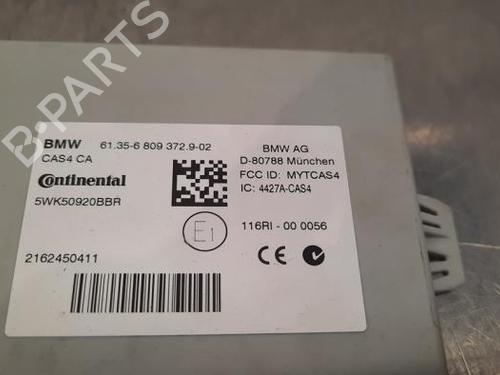 BMW 61.35-6 809 372.9-02
CAS4 CA
Continental
5WK50920BBR
2162450411
BMW AG
D-80788 München
FCC ID: MYTCAS4
IC: 4427A-CAS4
E1
116RI-00 0056
CE
B-PARTS